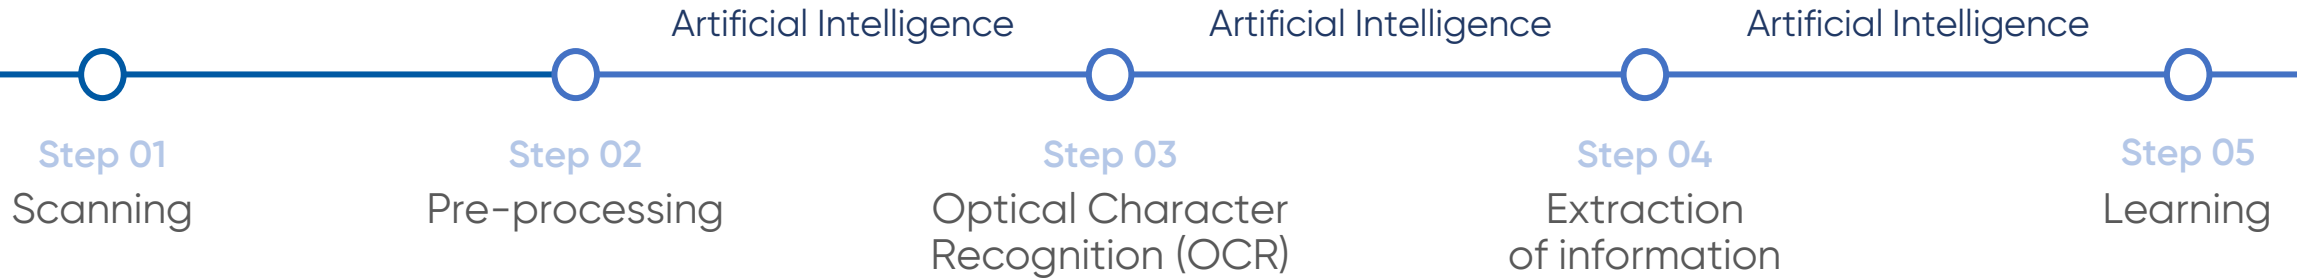 Artificial Intelligence
Artificial Intelligence
Artificial Intelligence
Step 01
Scanning
Step 02
Pre-processing
Step 03
Optical Character
Recognition (OCR)
Step 04
Extraction
of information
Step 05
Learning